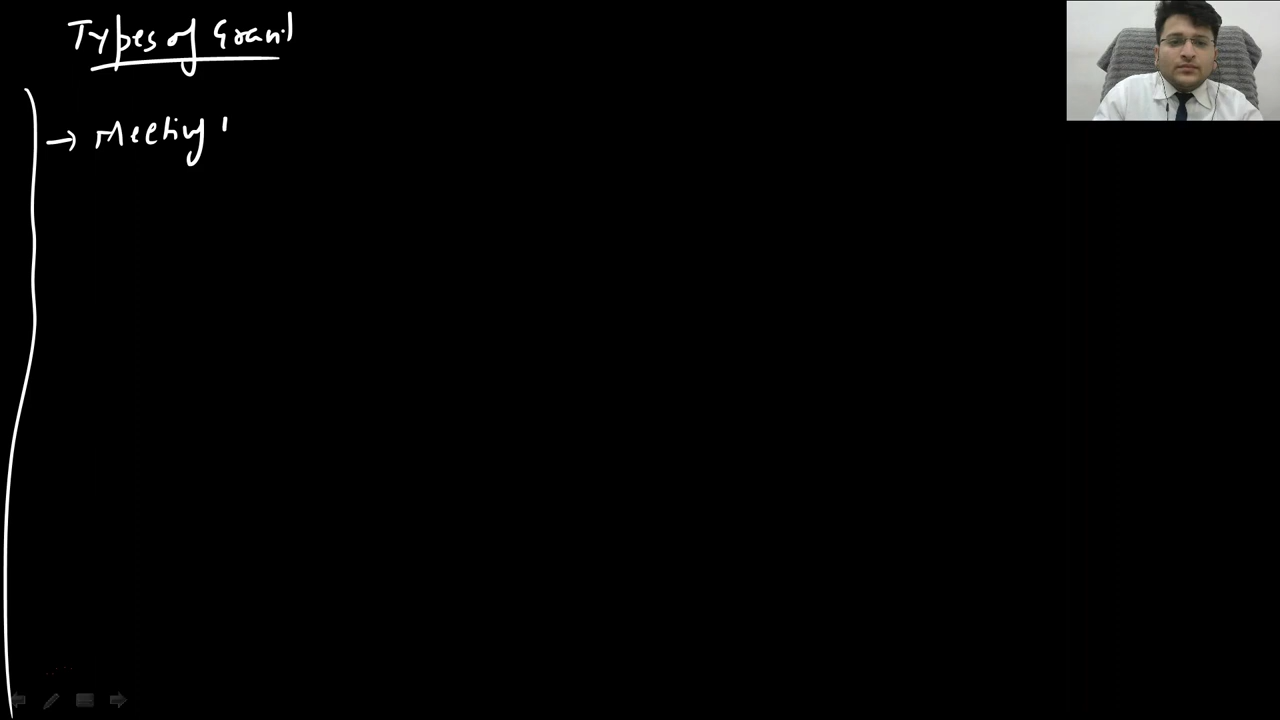 Types of Grant
→ Meeting